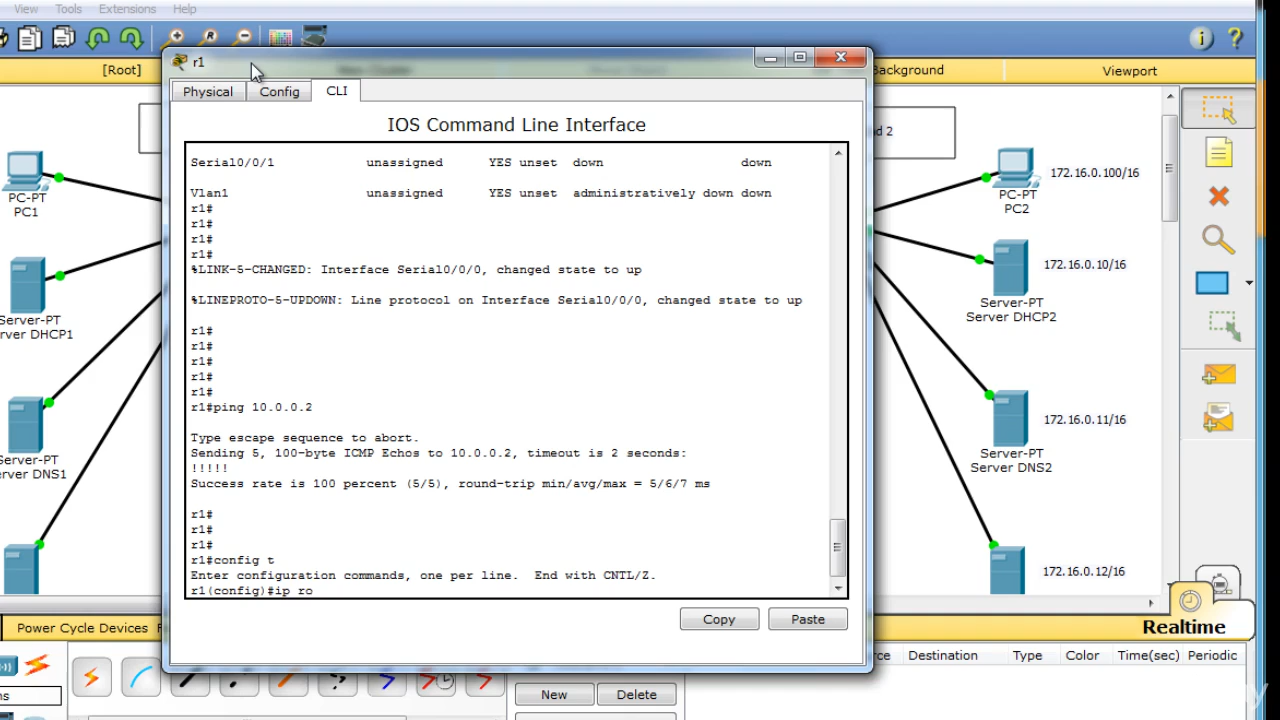 View Tools Extensions Help
r1
[Root]
Background
Viewport
Physical Config CLI
IOS Command Line Interface
Serial0/0/1 unassigned YES unset down down
Vlan1 unassigned YES unset administratively down down
r1#
r1#
r1#
r1#
%LINK-5-CHANGED: Interface Serial0/0/0, changed state to up
%LINEPROTO-5-UPDOWN: Line protocol on Interface Serial0/0/0, changed state to up
r1#
r1#
r1#
r1#
r1#
r1#ping 10.0.0.2
Type escape sequence to abort.
Sending 5, 100-byte ICMP Echos to 10.0.0.2, timeout is 2 seconds:
!!!!!
Success rate is 100 percent (5/5), round-trip min/avg/max = 5/6/7 ms
r1#
r1#
r1#
r1#config t
Enter configuration commands, one per line. End with CNTL/Z.
r1(config)#ip ro
Copy Paste
PC-PT
PC1
Server-PT
rver DHCP1
Server-PT
erver DNS1
d 2
172.16.0.100/16
PC-PT
PC2
172.16.0.10/16
Server-PT
Server DHCP2
172.16.0.11/16
Server-PT
Server DNS2
172.16.0.12/16
Realtime
Power Cycle Devices
rce Destination Type Color Time(sec) Periodic
ns
New Delete